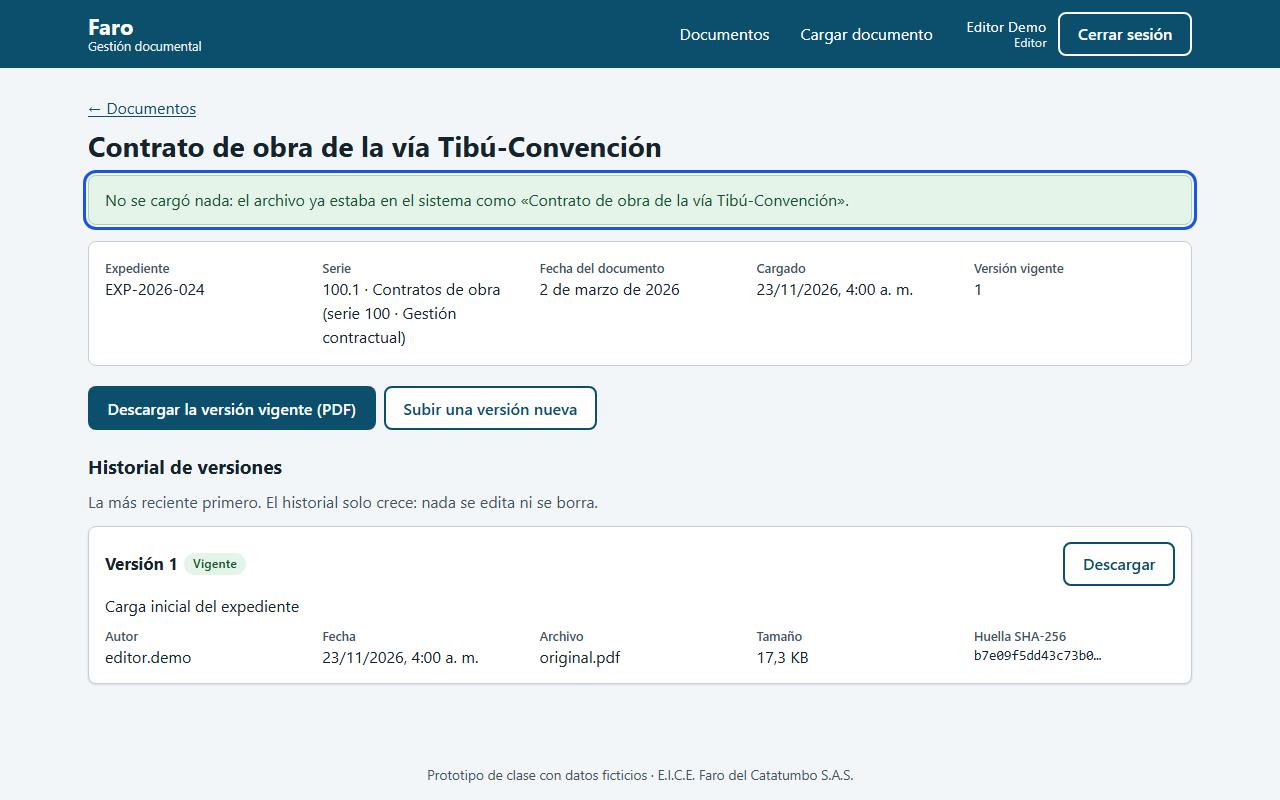 Faro
Gestión documental
Documentos
Cargar documento
Editor Demo
Editor
Cerrar sesión
← Documentos
Contrato de obra de la vía Tibú-Convención
No se cargó nada: el archivo ya estaba en el sistema como «Contrato de obra de la vía Tibú-Convención».
Expediente
EXP-2026-024
Serie
100.1 · Contratos de obra
(serie 100 · Gestión
contractual)
Fecha del documento
2 de marzo de 2026
Cargado
23/11/2026, 4:00 a. m.
Versión vigente
1
Descargar la versión vigente (PDF)
Subir una versión nueva
Historial de versiones
La más reciente primero. El historial solo crece: nada se edita ni se borra.
Versión 1
Vigente
Descargar
Carga inicial del expediente
Autor
editor.demo
Fecha
23/11/2026, 4:00 a. m.
Archivo
original.pdf
Tamaño
17,3 KB
Huella SHA-256
b7e09f5dd43c73b0…
Prototipo de clase con datos ficticios · E.I.C.E. Faro del Catatumbo S.A.S.